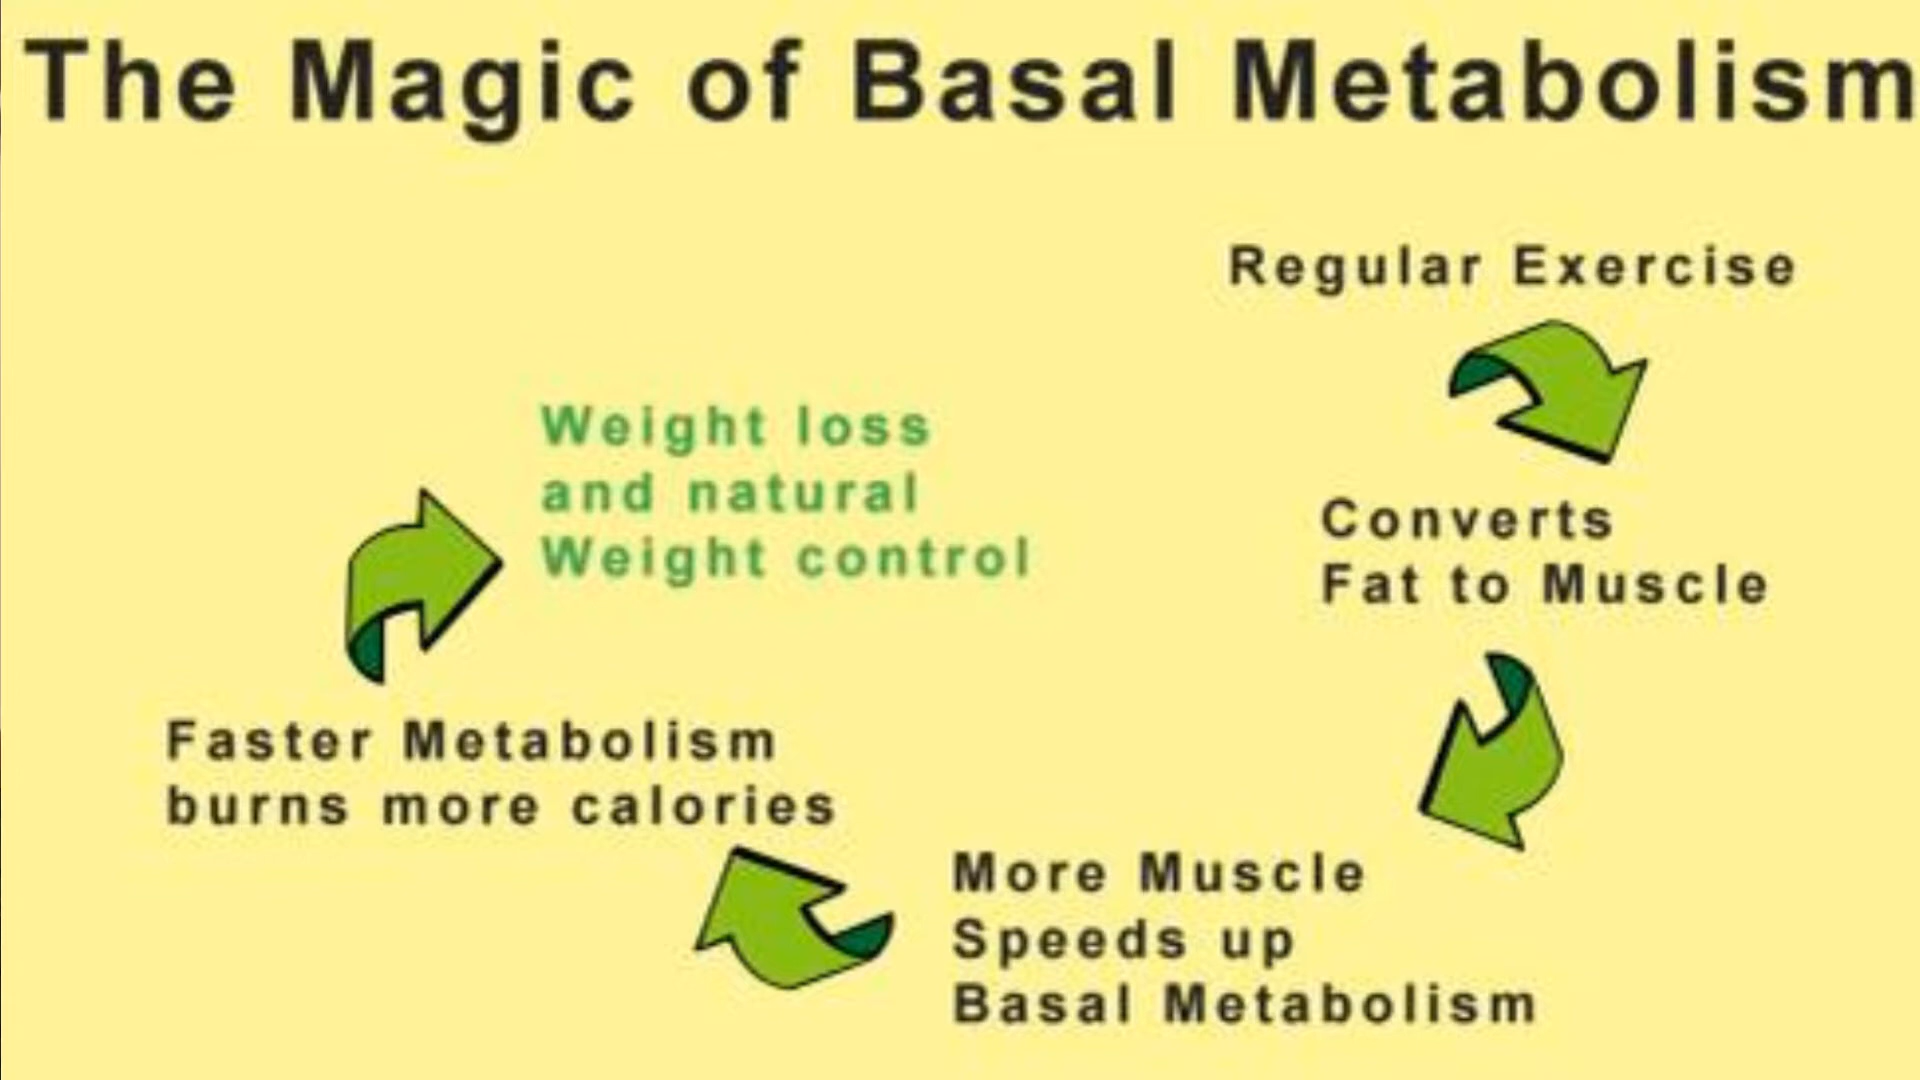 The Magic of Basal Metabolism
Regular Exercise
Converts
Fat to Muscle
More Muscle
Speeds up
Basal Metabolism
Faster Metabolism
burns more calories
Weight loss
and natural
Weight control